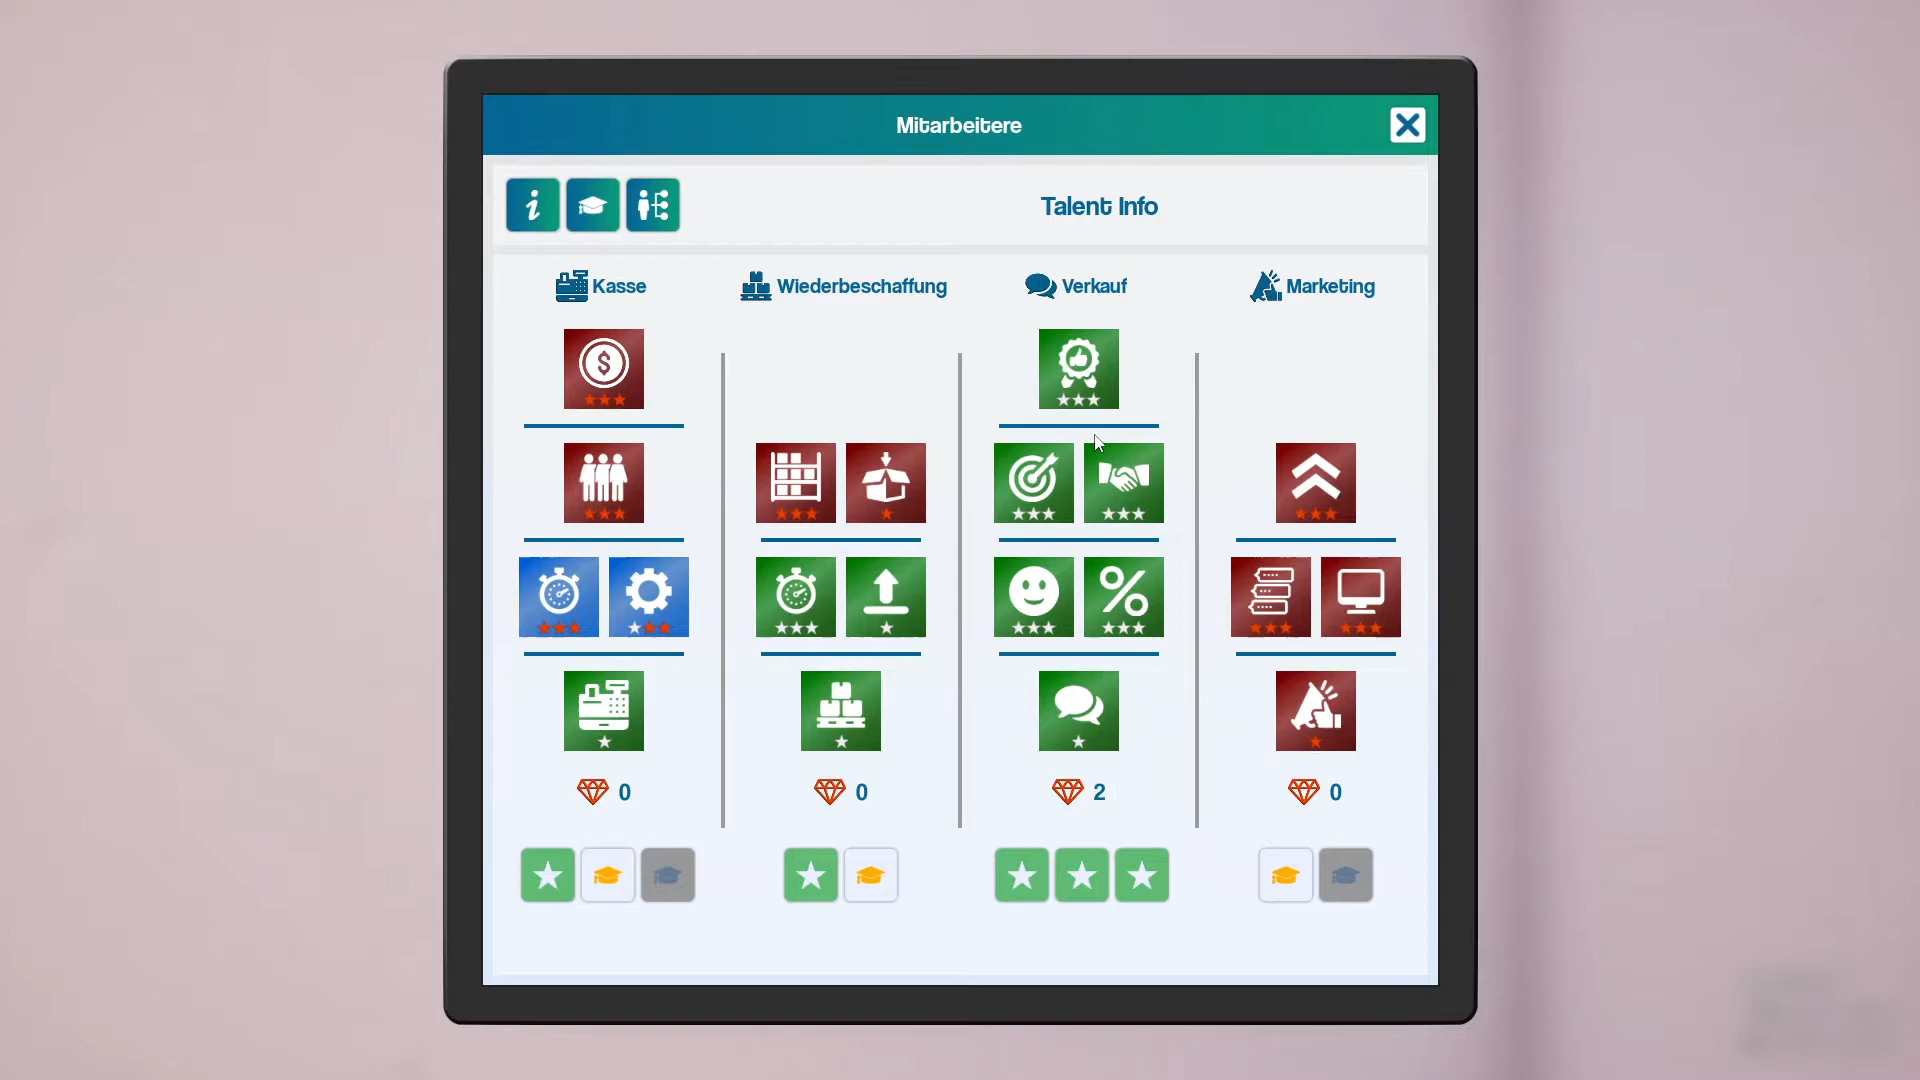 Mitarbeitere
Talent Info
Kasse
Wiederbeschaffung
Verkauf
Marketing
0
0
2
0